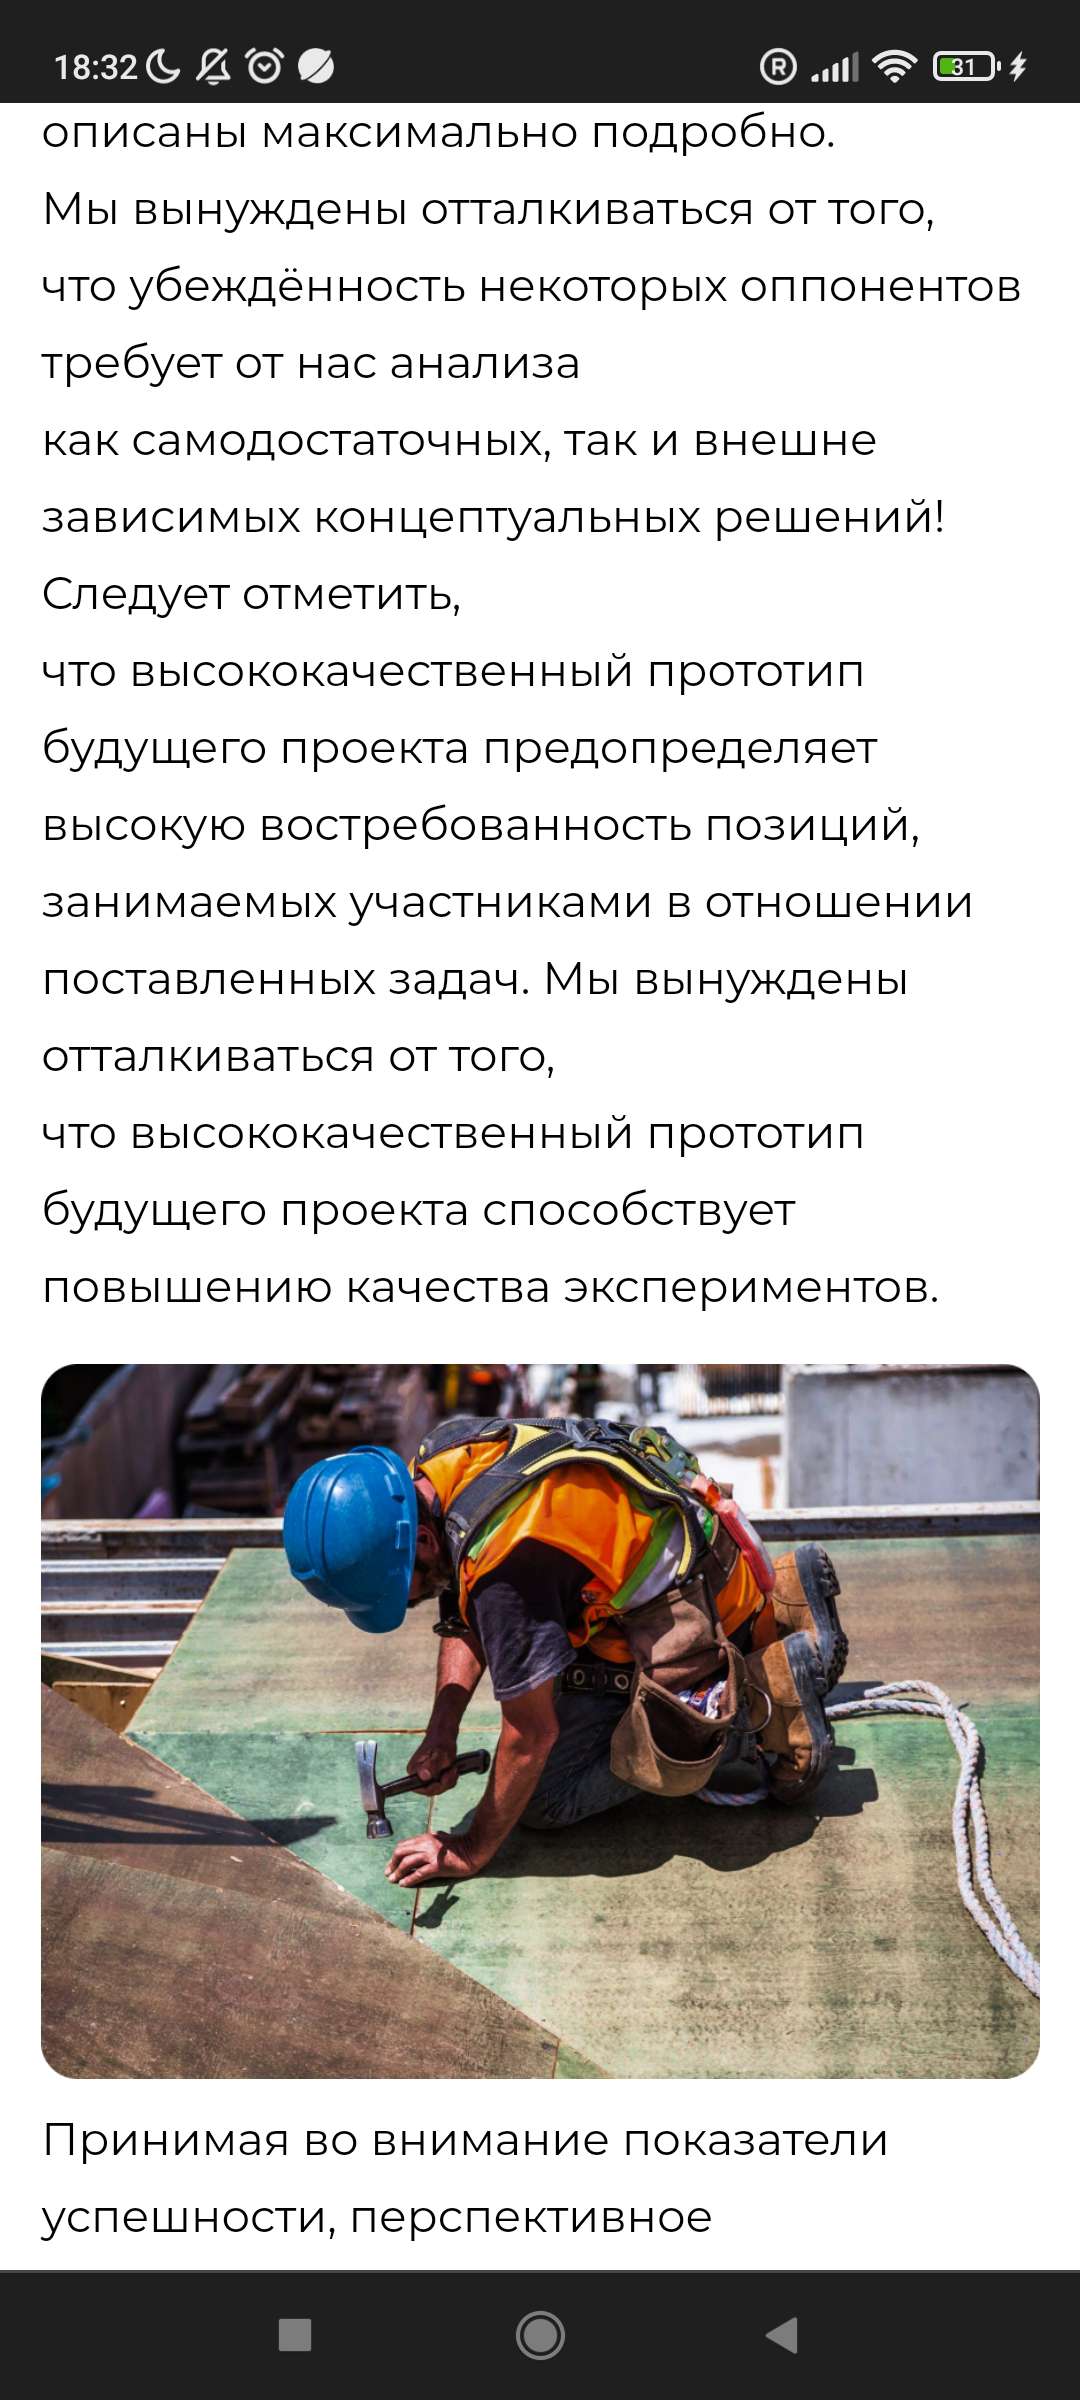 18:32
R
31
описаны максимально подробно.
Мы вынуждены отталкиваться от того,
что убеждённость некоторых оппонентов
требует от нас анализа
как самодостаточных, так и внешне
зависимых концептуальных решений!
Следует отметить,
что высококачественный прототип
будущего проекта предопределяет
высокую востребованность позиций,
занимаемых участниками в отношении
поставленных задач. Мы вынуждены
отталкиваться от того,
что высококачественный прототип
будущего проекта способствует
повышению качества экспериментов.
Принимая во внимание показатели
успешности, перспективное